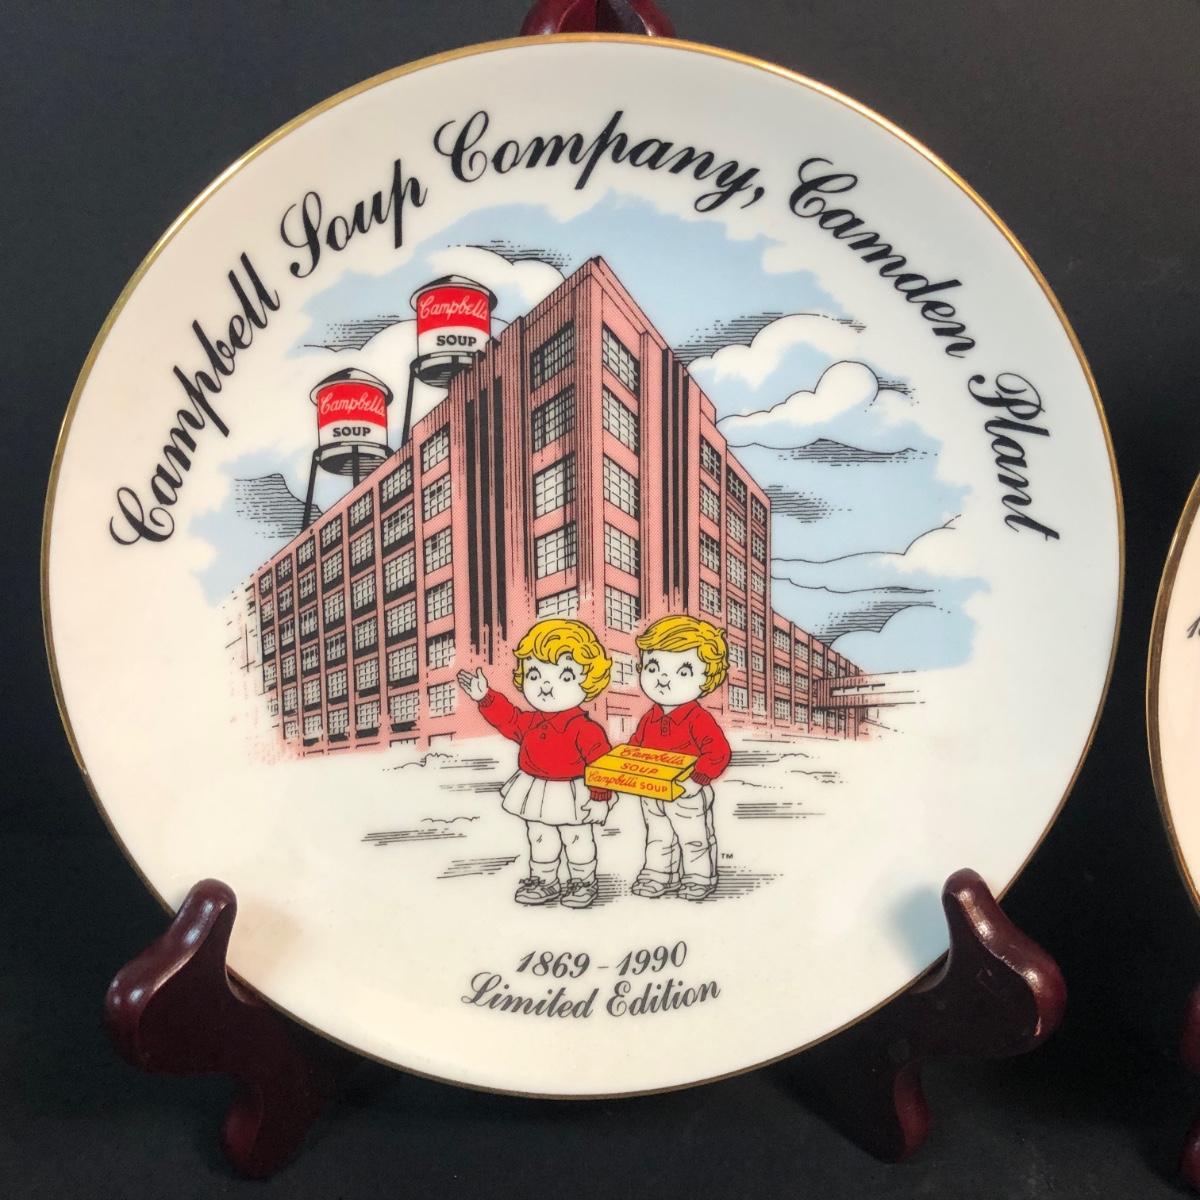 Campbell Soup Company, Camden Plant
Campbell's
SOUP
Campbell's
SOUP
Campbell's
SOUP
Campbell's SOUP
TM
1869-1990
Limited Edition